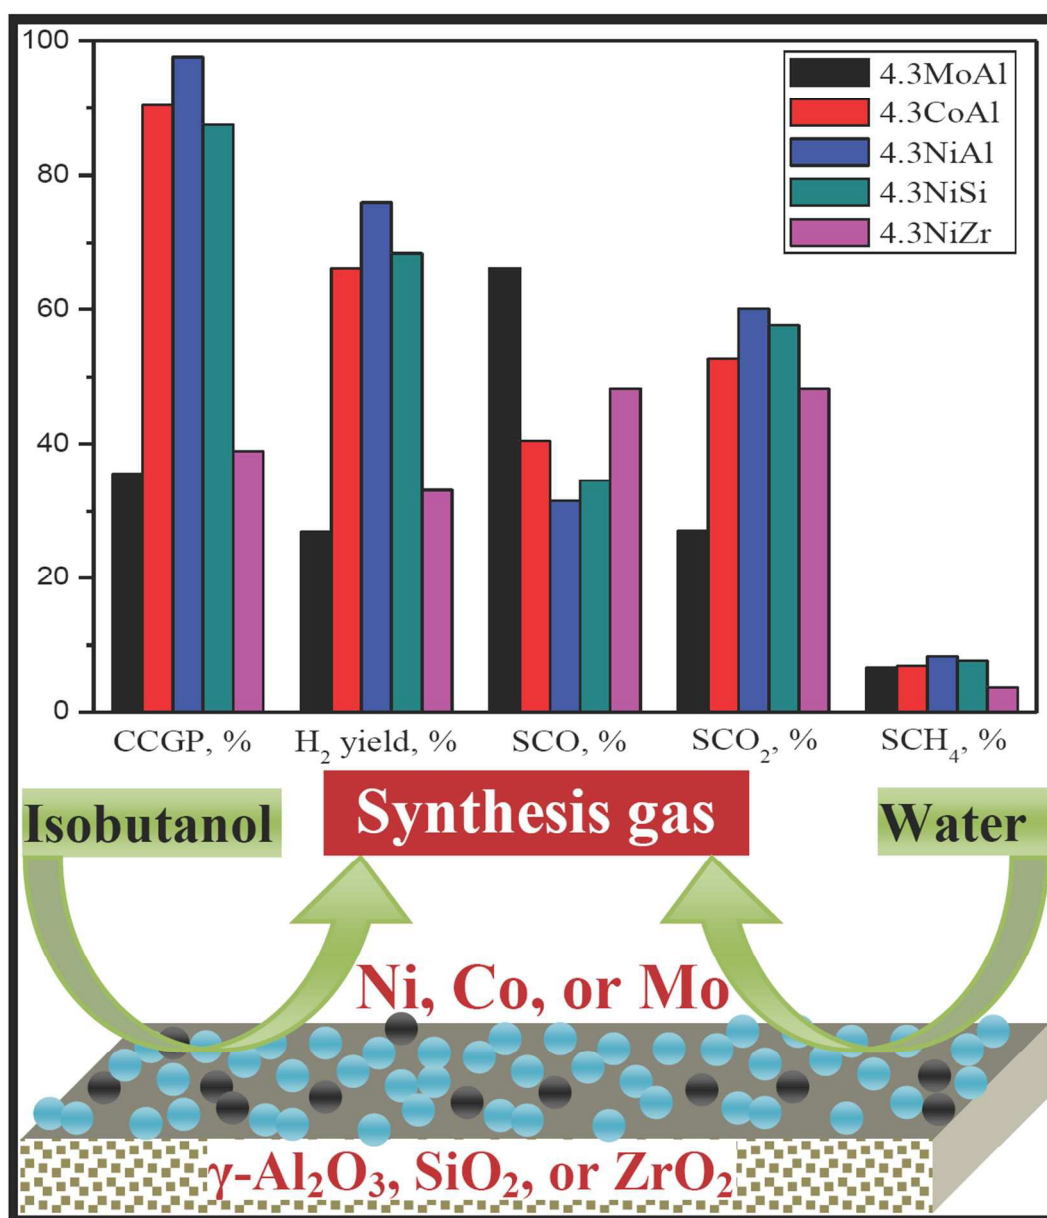 100
80
60
40
20
0
4.3MoAl
4.3CoAl
4.3NiAl
4.3NiSi
4.3NiZr
CCGP, %
H₂ yield, %
SCO, %
SCO₂, %
SCH₄, %
Isobutanol
Synthesis gas
Water
Ni, Co, or Mo
γ-Al₂O₃, SiO₂, or ZrO₂